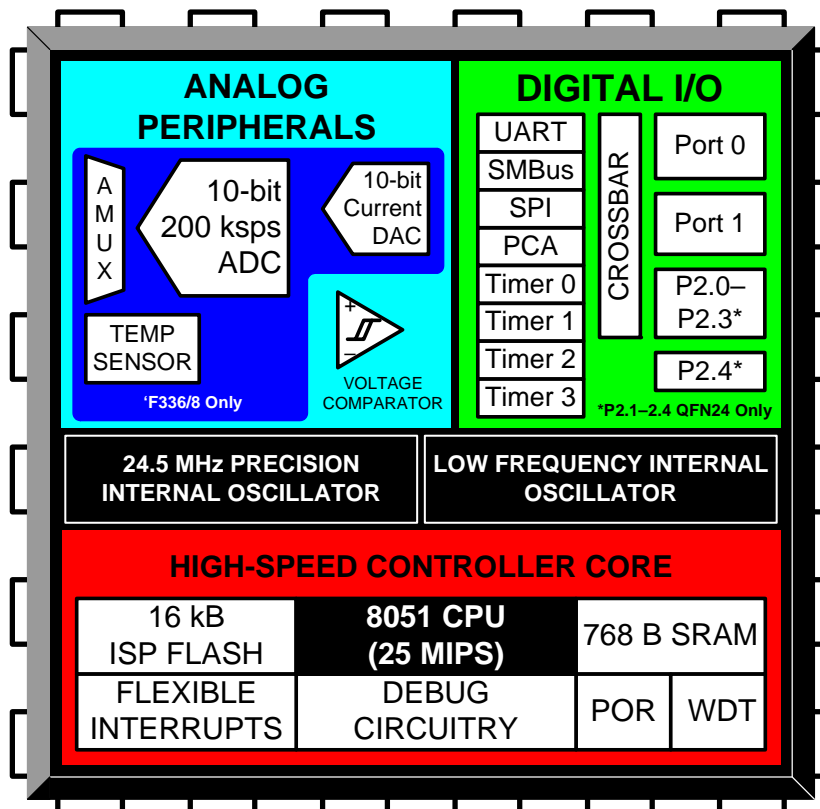 ANALOG
PERIPHERALS
A
M
U
X
10-bit
200 ksps
ADC
10-bit
Current
DAC
TEMP
SENSOR
+
–
VOLTAGE
COMPARATOR
‘F336/8 Only
DIGITAL I/O
UART
SMBus
SPI
PCA
Timer 0
Timer 1
Timer 2
Timer 3
CROSSBAR
Port 0
Port 1
P2.0–
P2.3*
P2.4*
*P2.1–2.4 QFN24 Only
24.5 MHz PRECISION
INTERNAL OSCILLATOR
LOW FREQUENCY INTERNAL
OSCILLATOR
HIGH-SPEED CONTROLLER CORE
16 kB
ISP FLASH
8051 CPU
(25 MIPS)
768 B SRAM
FLEXIBLE
INTERRUPTS
DEBUG
CIRCUITRY
POR
WDT